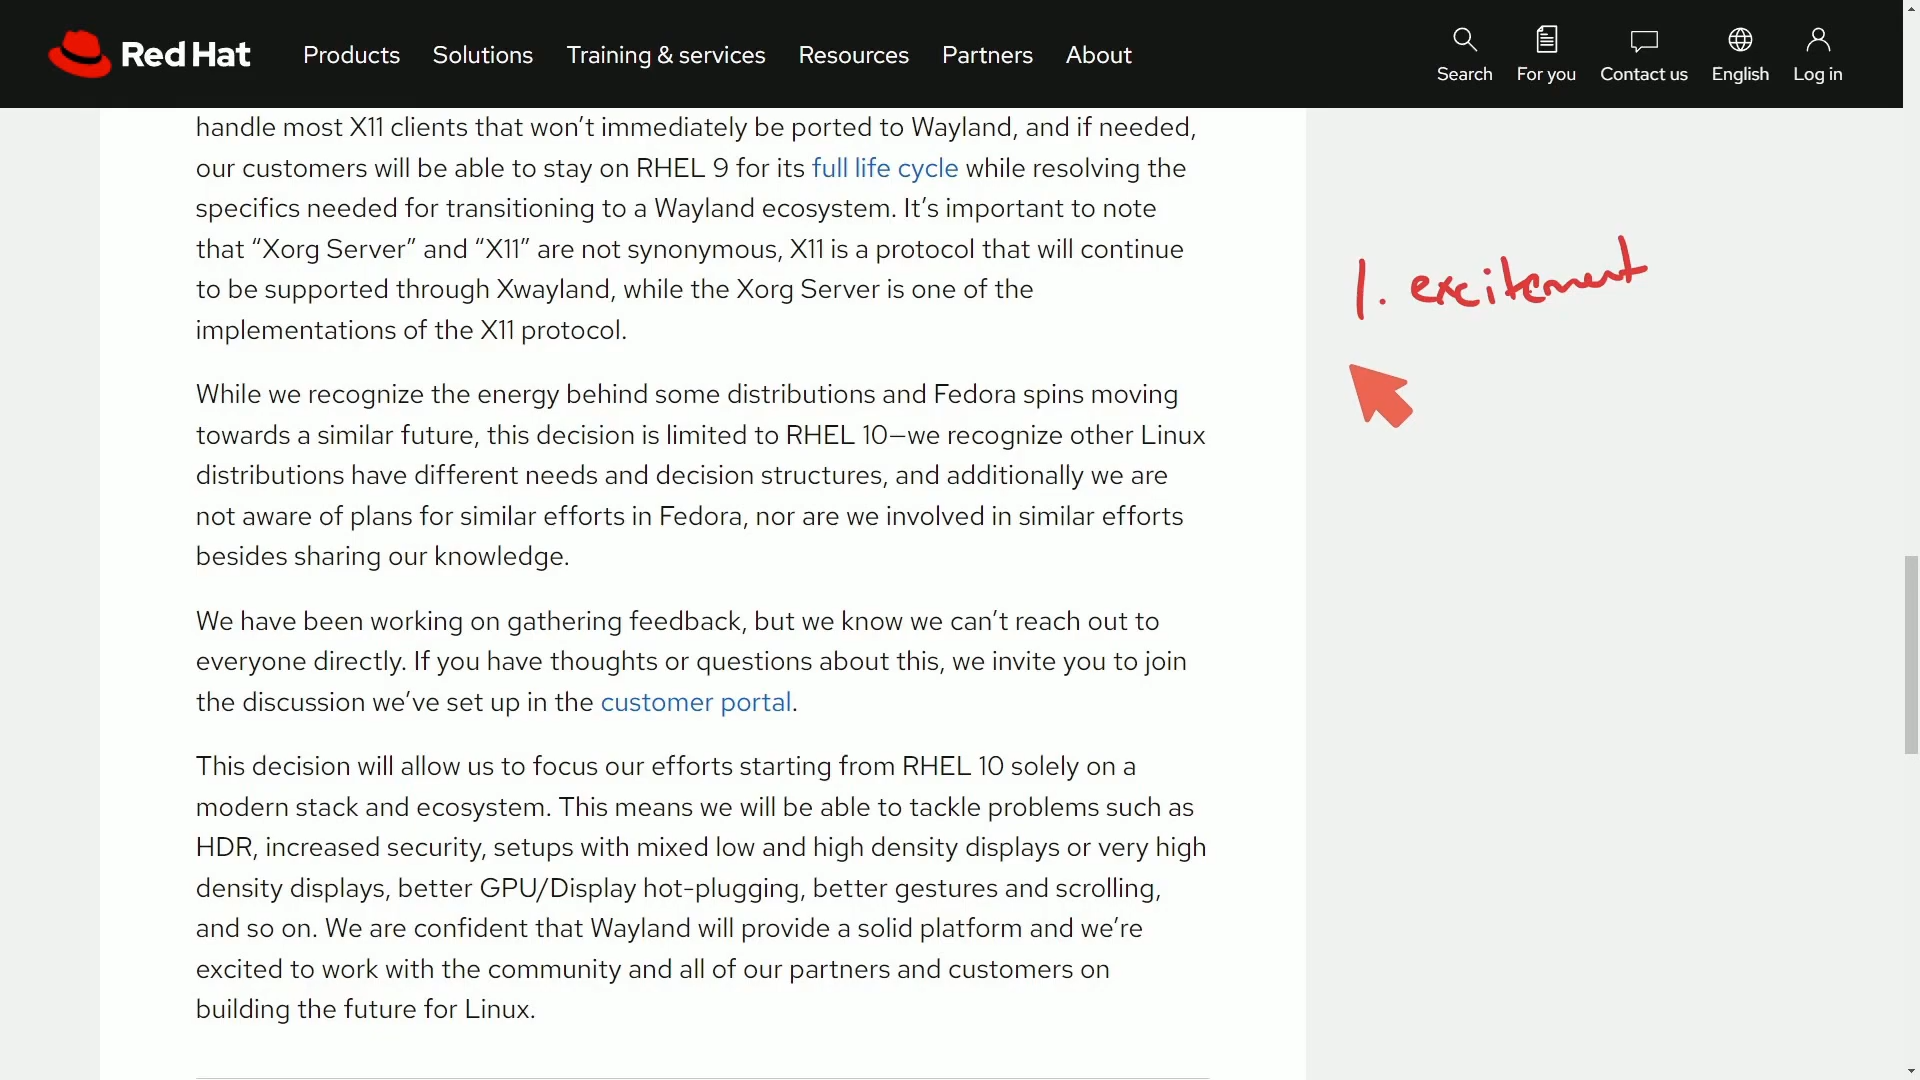 Red Hat
Products Solutions Training & services Resources Partners About
Search For you Contact us English Log in
handle most X11 clients that won’t immediately be ported to Wayland, and if needed,
our customers will be able to stay on RHEL 9 for its full life cycle while resolving the
specifics needed for transitioning to a Wayland ecosystem. It’s important to note
that “Xorg Server” and “X11” are not synonymous, X11 is a protocol that will continue
to be supported through Xwayland, while the Xorg Server is one of the
implementations of the X11 protocol.
While we recognize the energy behind some distributions and Fedora spins moving
towards a similar future, this decision is limited to RHEL 10—we recognize other Linux
distributions have different needs and decision structures, and additionally we are
not aware of plans for similar efforts in Fedora, nor are we involved in similar efforts
besides sharing our knowledge.
We have been working on gathering feedback, but we know we can’t reach out to
everyone directly. If you have thoughts or questions about this, we invite you to join
the discussion we’ve set up in the customer portal.
This decision will allow us to focus our efforts starting from RHEL 10 solely on a
modern stack and ecosystem. This means we will be able to tackle problems such as
HDR, increased security, setups with mixed low and high density displays or very high
density displays, better GPU/Display hot-plugging, better gestures and scrolling,
and so on. We are confident that Wayland will provide a solid platform and we’re
excited to work with the community and all of our partners and customers on
building the future for Linux.
1. excitement